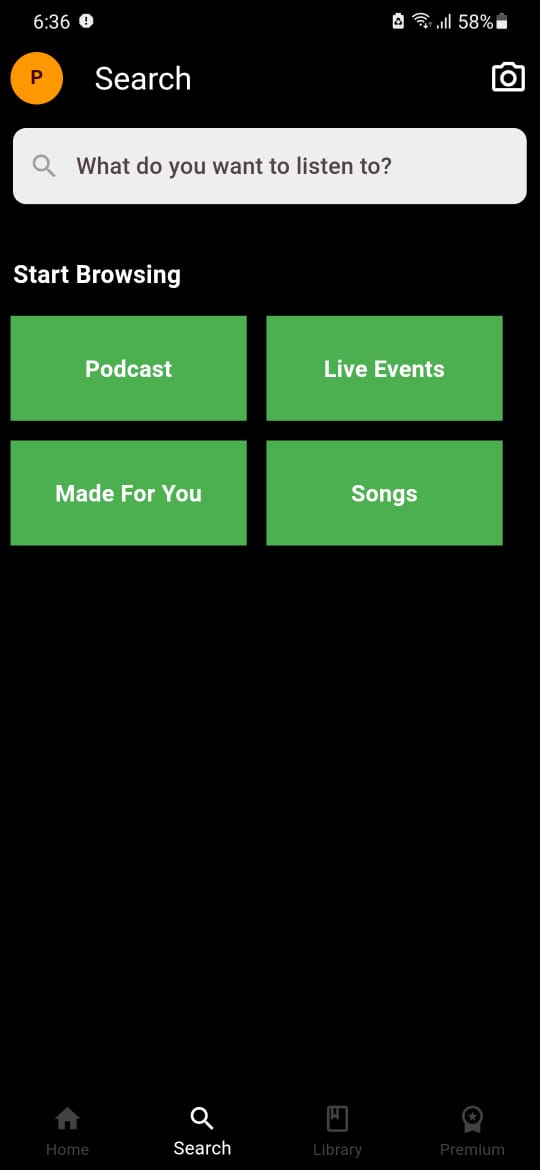 6:36 58%
P Search
What do you want to listen to?
Start Browsing
Podcast Live Events
Made For You Songs
Home Search Library Premium